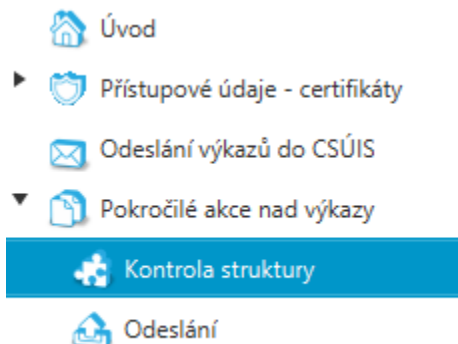 Úvod
Přístupové údaje - certifikáty
Odeslání výkazů do CSÚIS
Pokročilé akce nad výkazy
Kontrola struktury
Odeslání